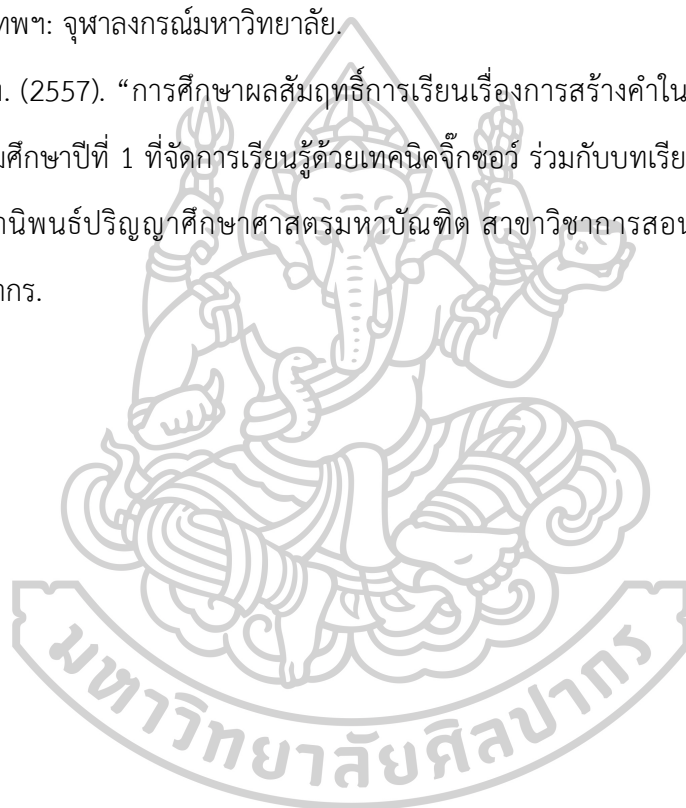 ทพฯ: จุฬาลงกรณ์มหาวิทยาลัย.
. (2557). “การศึกษาผลสัมฤทธิ์การเรียนเรื่องการสร้างคำใน
ศึกษาปีที่ 1 ที่จัดการเรียนรู้ด้วยเทคนิคจิ๊กซอว์ ร่วมกับบทเรีย
านิพนธ์ปริญญาศึกษาศาสตรมหาบัณฑิต สาขาวิชาการสอน
ากร.
มหาวิทยาลัยศิลปากร